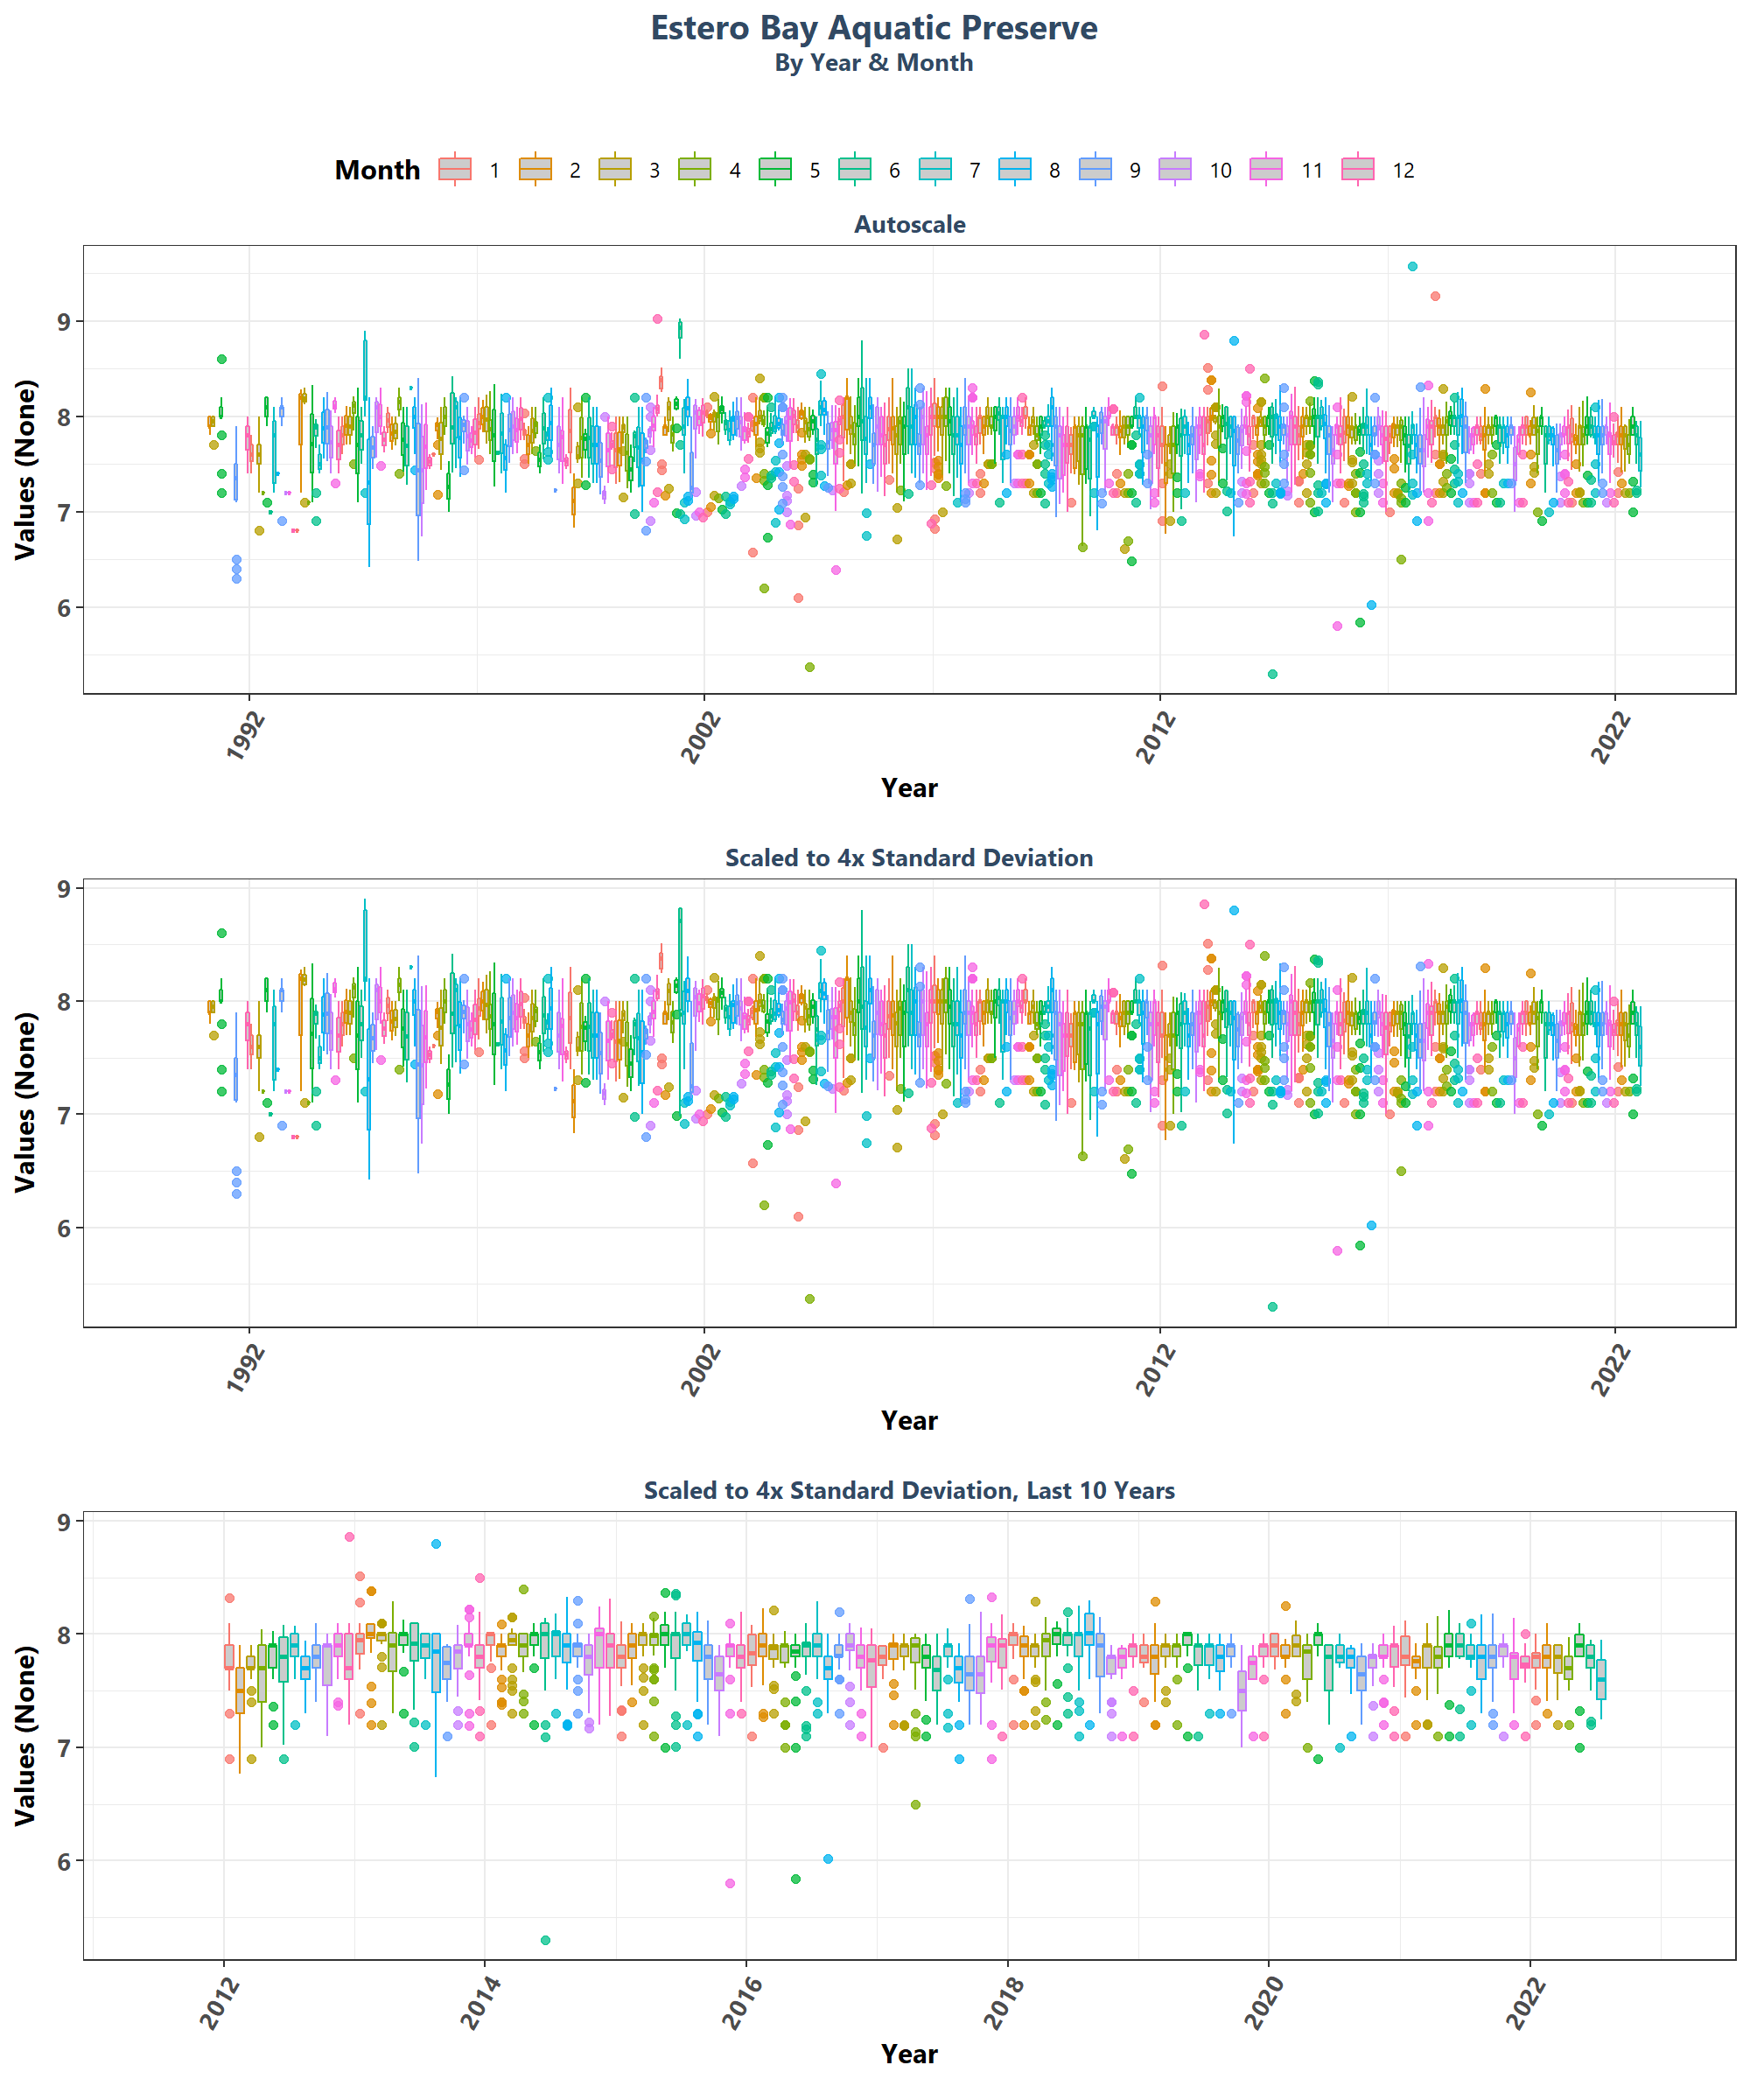 Estero Bay Aquatic Preserve
By Year & Month
Month 1 2 3 4 5 6 7 8 9 10 11 12
Autoscale
Values (None)
9
8
7
6
1992 2002 2012 2022
Year
Scaled to 4x Standard Deviation
Values (None)
9
8
7
6
1992 2002 2012 2022
Year
Scaled to 4x Standard Deviation, Last 10 Years
Values (None)
9
8
7
6
2012 2014 2016 2018 2020 2022
Year